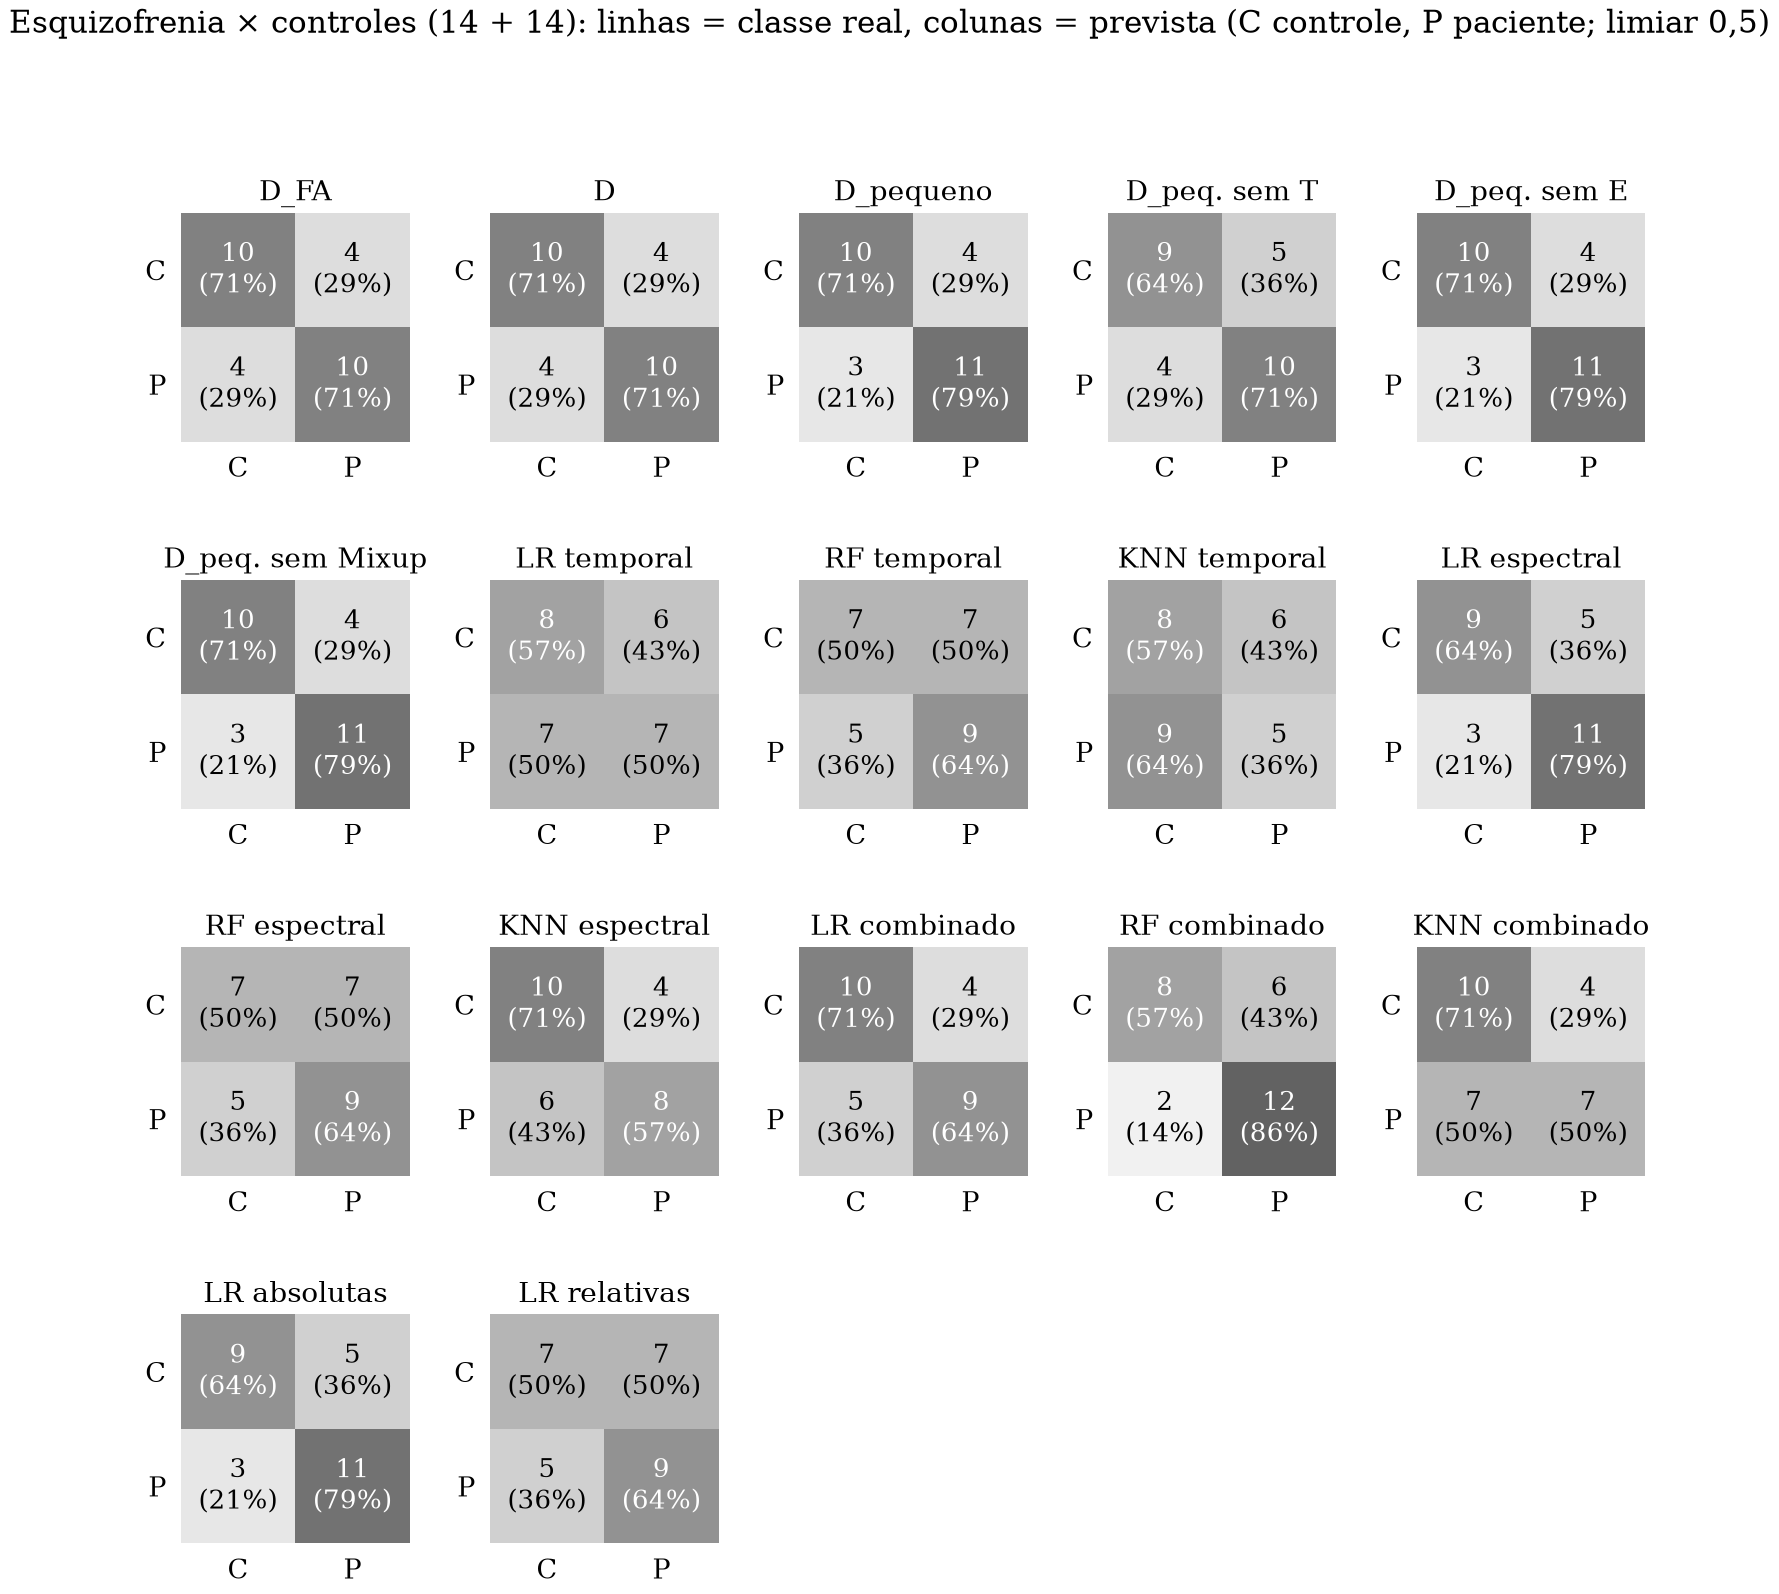 Esquizofrenia × controles (14 + 14): linhas = classe real, colunas = prevista (C controle, P paciente; limiar 0,5)
D_FA
C
10
(71%)
4
(29%)
P
4
(29%)
10
(71%)
C
P
D
C
10
(71%)
4
(29%)
P
4
(29%)
10
(71%)
C
P
D_pequeno
C
10
(71%)
4
(29%)
P
3
(21%)
11
(79%)
C
P
D_peq. sem T
C
9
(64%)
5
(36%)
P
4
(29%)
10
(71%)
C
P
D_peq. sem E
C
10
(71%)
4
(29%)
P
3
(21%)
11
(79%)
C
P
D_peq. sem Mixup
C
10
(71%)
4
(29%)
P
3
(21%)
11
(79%)
C
P
LR temporal
C
8
(57%)
6
(43%)
P
7
(50%)
7
(50%)
C
P
RF temporal
C
7
(50%)
7
(50%)
P
5
(36%)
9
(64%)
C
P
KNN temporal
C
8
(57%)
6
(43%)
P
9
(64%)
5
(36%)
C
P
LR espectral
C
9
(64%)
5
(36%)
P
3
(21%)
11
(79%)
C
P
RF espectral
C
7
(50%)
7
(50%)
P
5
(36%)
9
(64%)
C
P
KNN espectral
C
10
(71%)
4
(29%)
P
6
(43%)
8
(57%)
C
P
LR combinado
C
10
(71%)
4
(29%)
P
5
(36%)
9
(64%)
C
P
RF combinado
C
8
(57%)
6
(43%)
P
2
(14%)
12
(86%)
C
P
KNN combinado
C
10
(71%)
4
(29%)
P
7
(50%)
7
(50%)
C
P
LR absolutas
C
9
(64%)
5
(36%)
P
3
(21%)
11
(79%)
C
P
LR relativas
C
7
(50%)
7
(50%)
P
5
(36%)
9
(64%)
C
P